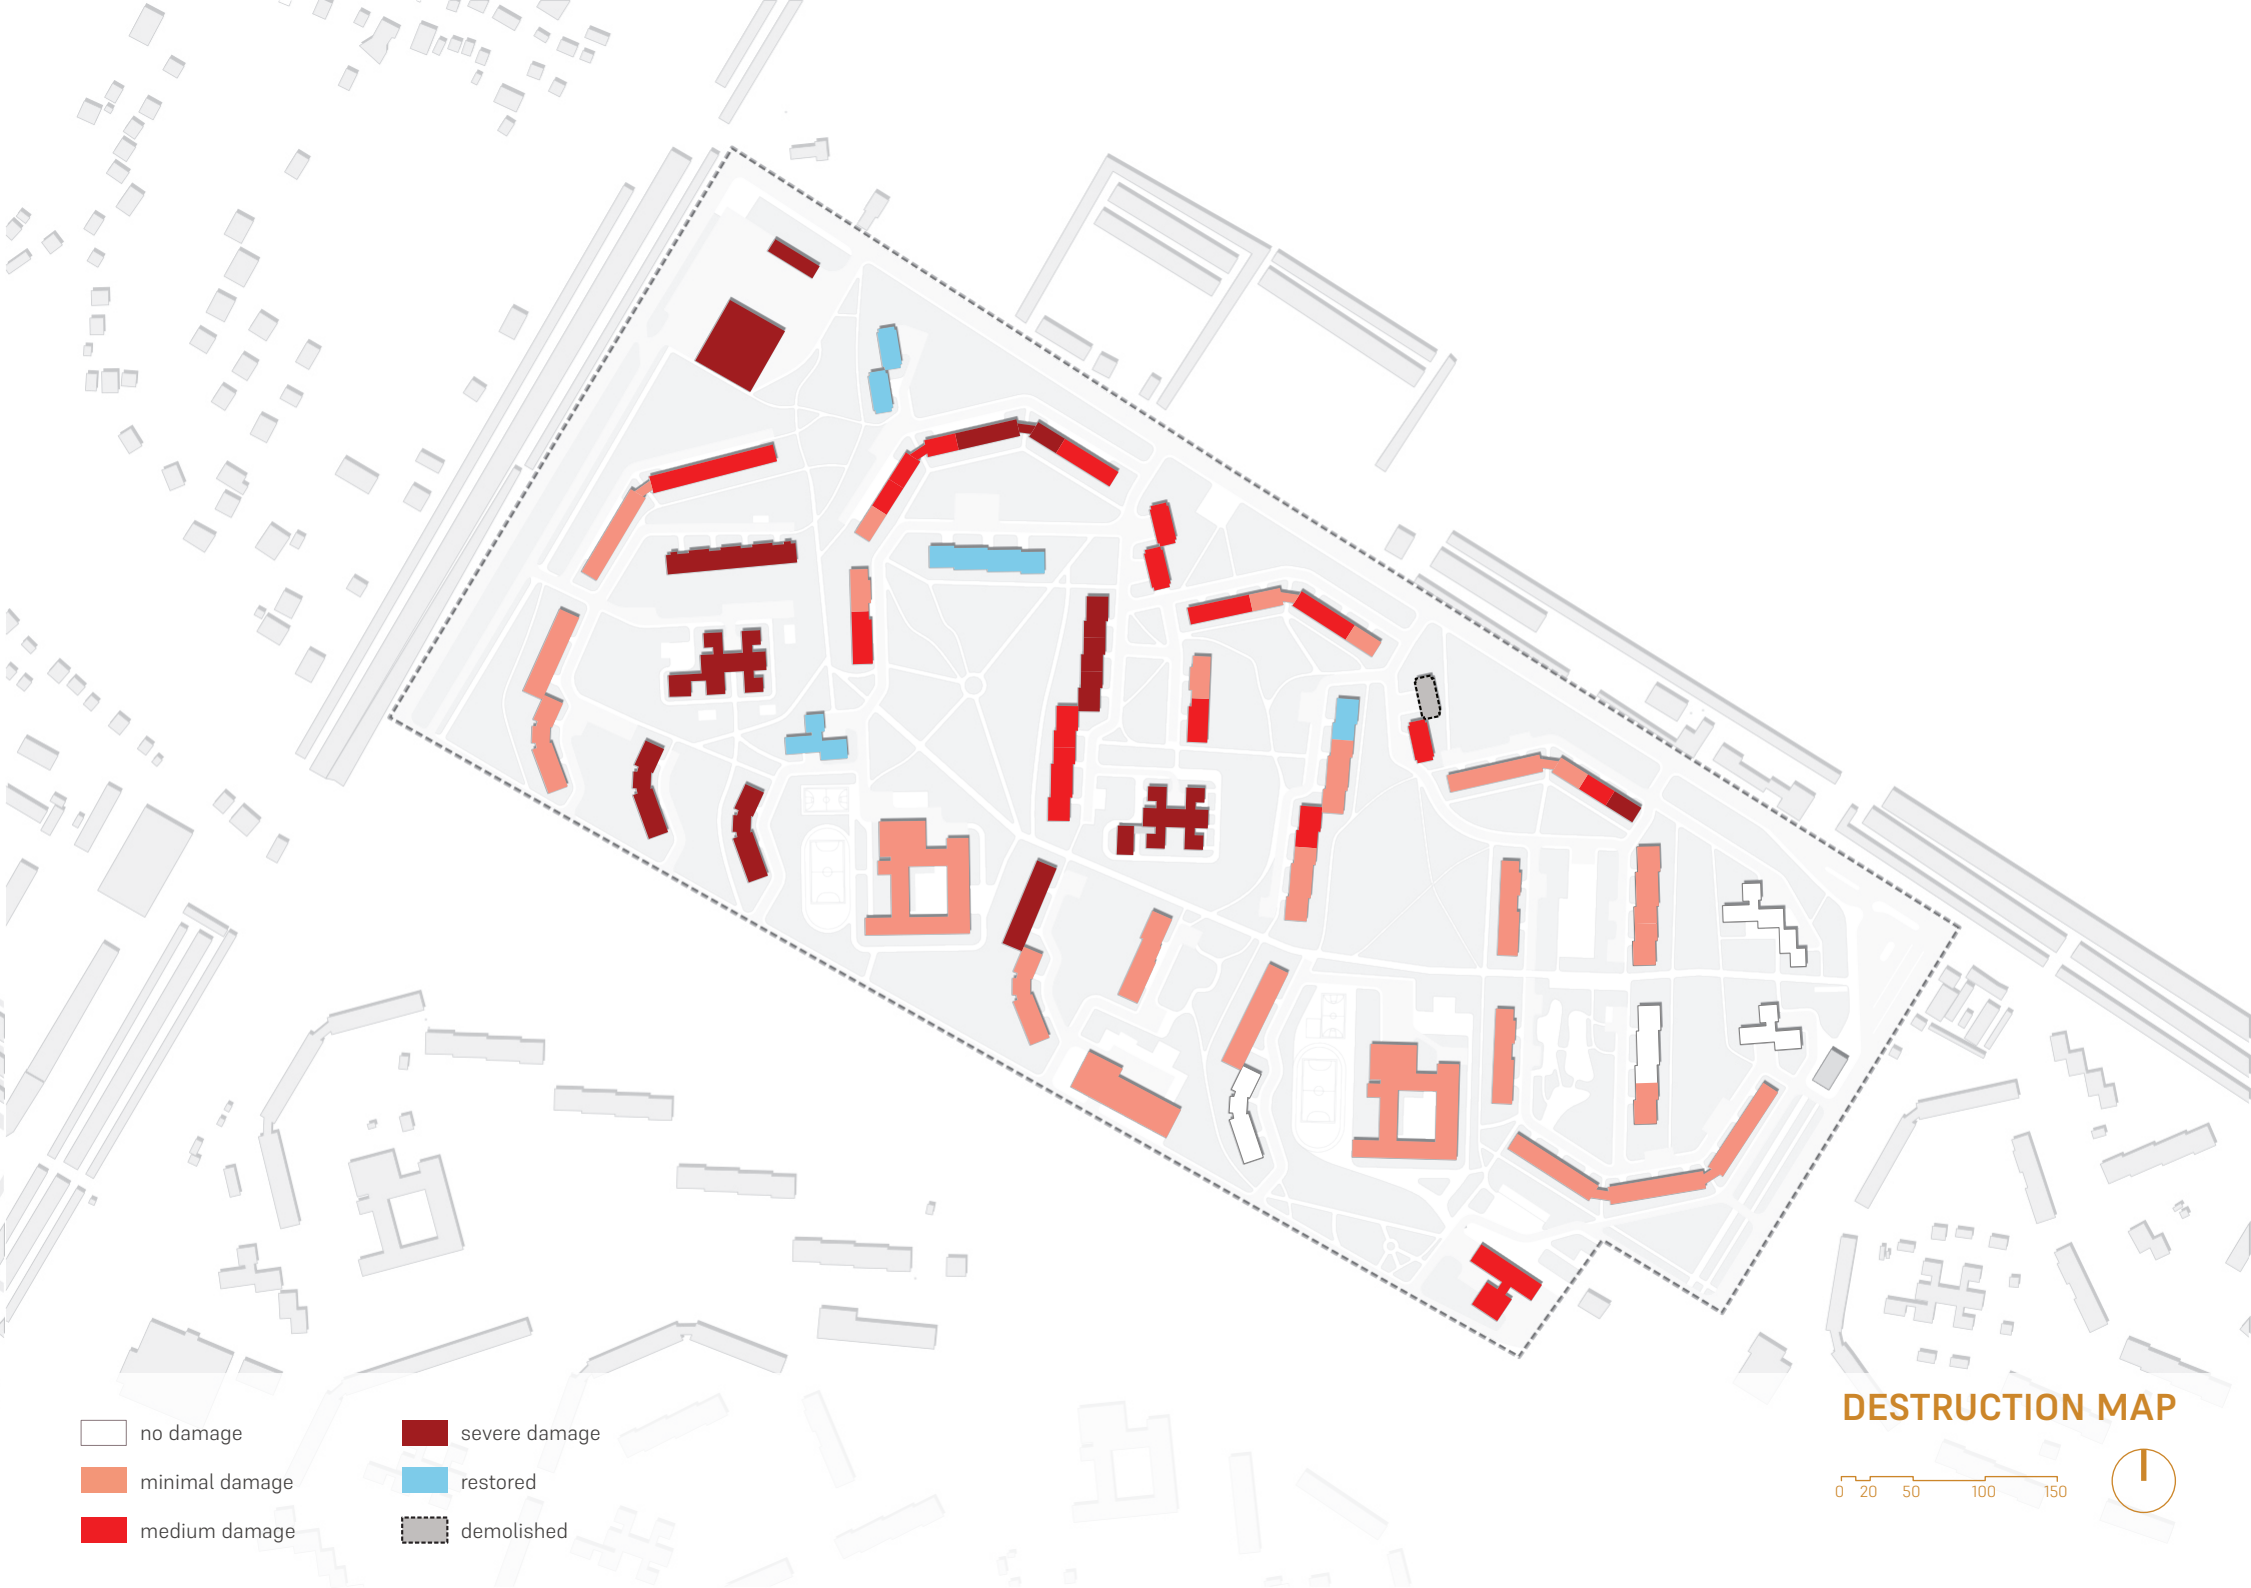 DESTRUCTION MAP
no damage
severe damage
minimal damage
restored
medium damage
demolished
0 20 50 100 150